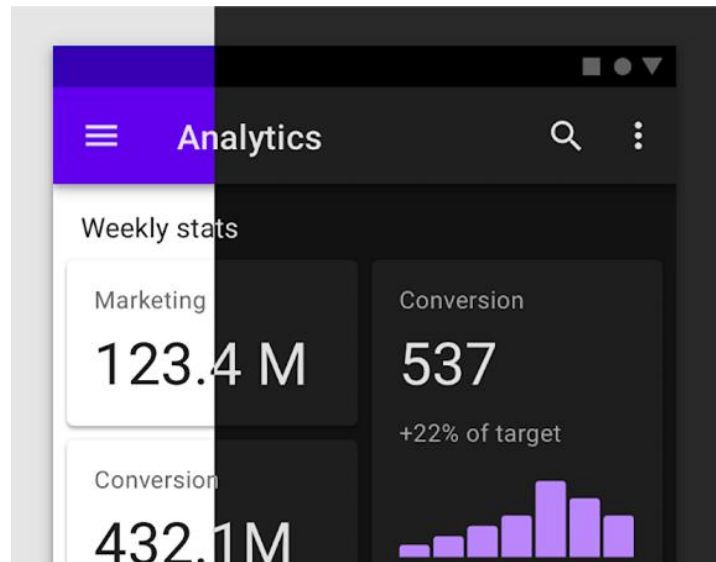 Analytics
Weekly stats
Marketing
123.4 M
Conversion
432.1M
Conversion
537
+22% of target